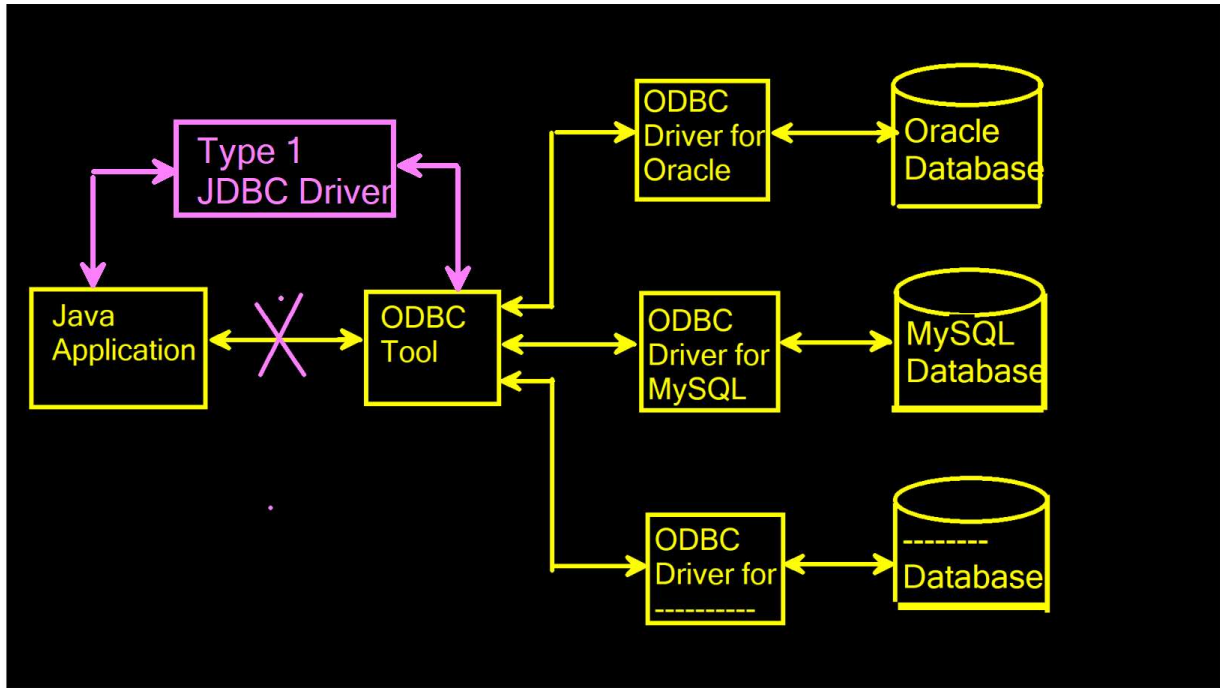 Type 1
JDBC Driver
Java
Application
ODBC
Tool
ODBC
Driver for
Oracle
Oracle
Database
ODBC
Driver for
MySQL
MySQL
Database
ODBC
Driver for
----------
--------
Database